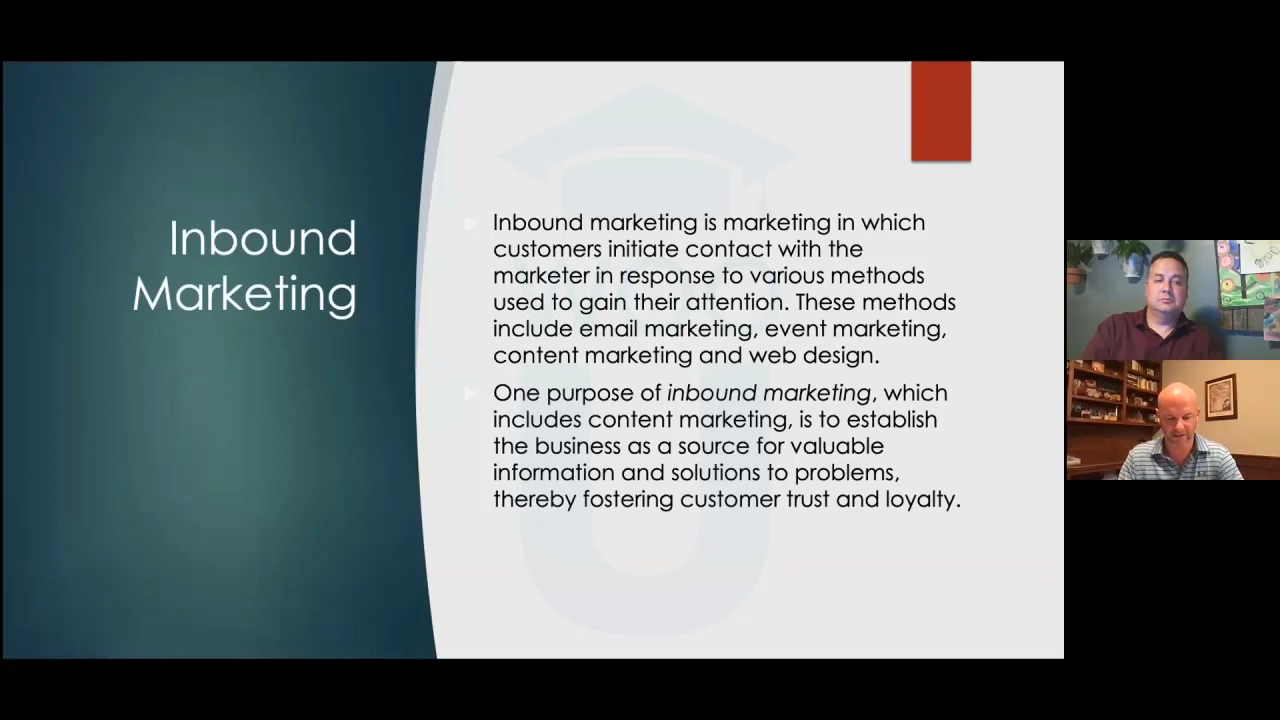 Inbound
Marketing
Inbound marketing is marketing in which
customers initiate contact with the
marketer in response to various methods
used to gain their attention. These methods
include email marketing, event marketing,
content marketing and web design.
One purpose of inbound marketing, which
includes content marketing, is to establish
the business as a source for valuable
information and solutions to problems,
thereby fostering customer trust and loyalty.